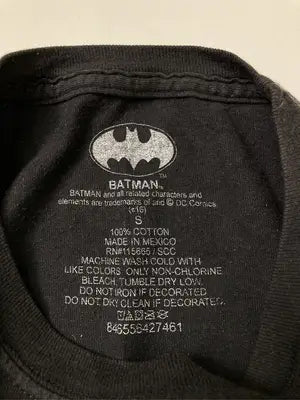 TM
BATMAN
BATMAN and all related characters and
elements are trademarks of and © DC Comics.
(s16)
S
100% COTTON
MADE IN MEXICO
RN#115665 / SCC
MACHINE WASH COLD WITH
LIKE COLORS. ONLY NON-CHLORINE
BLEACH, TUMBLE DRY LOW.
DO NOT IRON IF DECORATED.
DO NOT DRY CLEAN IF DECORATED.
846556427461